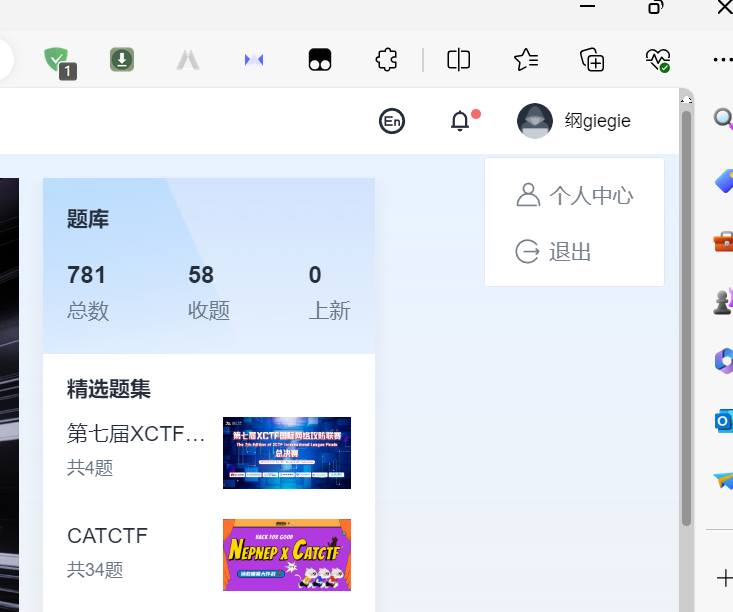 1
En
纲giegie
个人中心
退出
题库
781 58 0
总数 收题 上新
精选题集
第七届XCTF…
共4题
第七届XCTF国际网络攻防联赛
The 7th Edition of XCTF International League Finals
总决赛
CATCTF
共34题
HACK FOR GOOD
NEPNEP X CATCTF